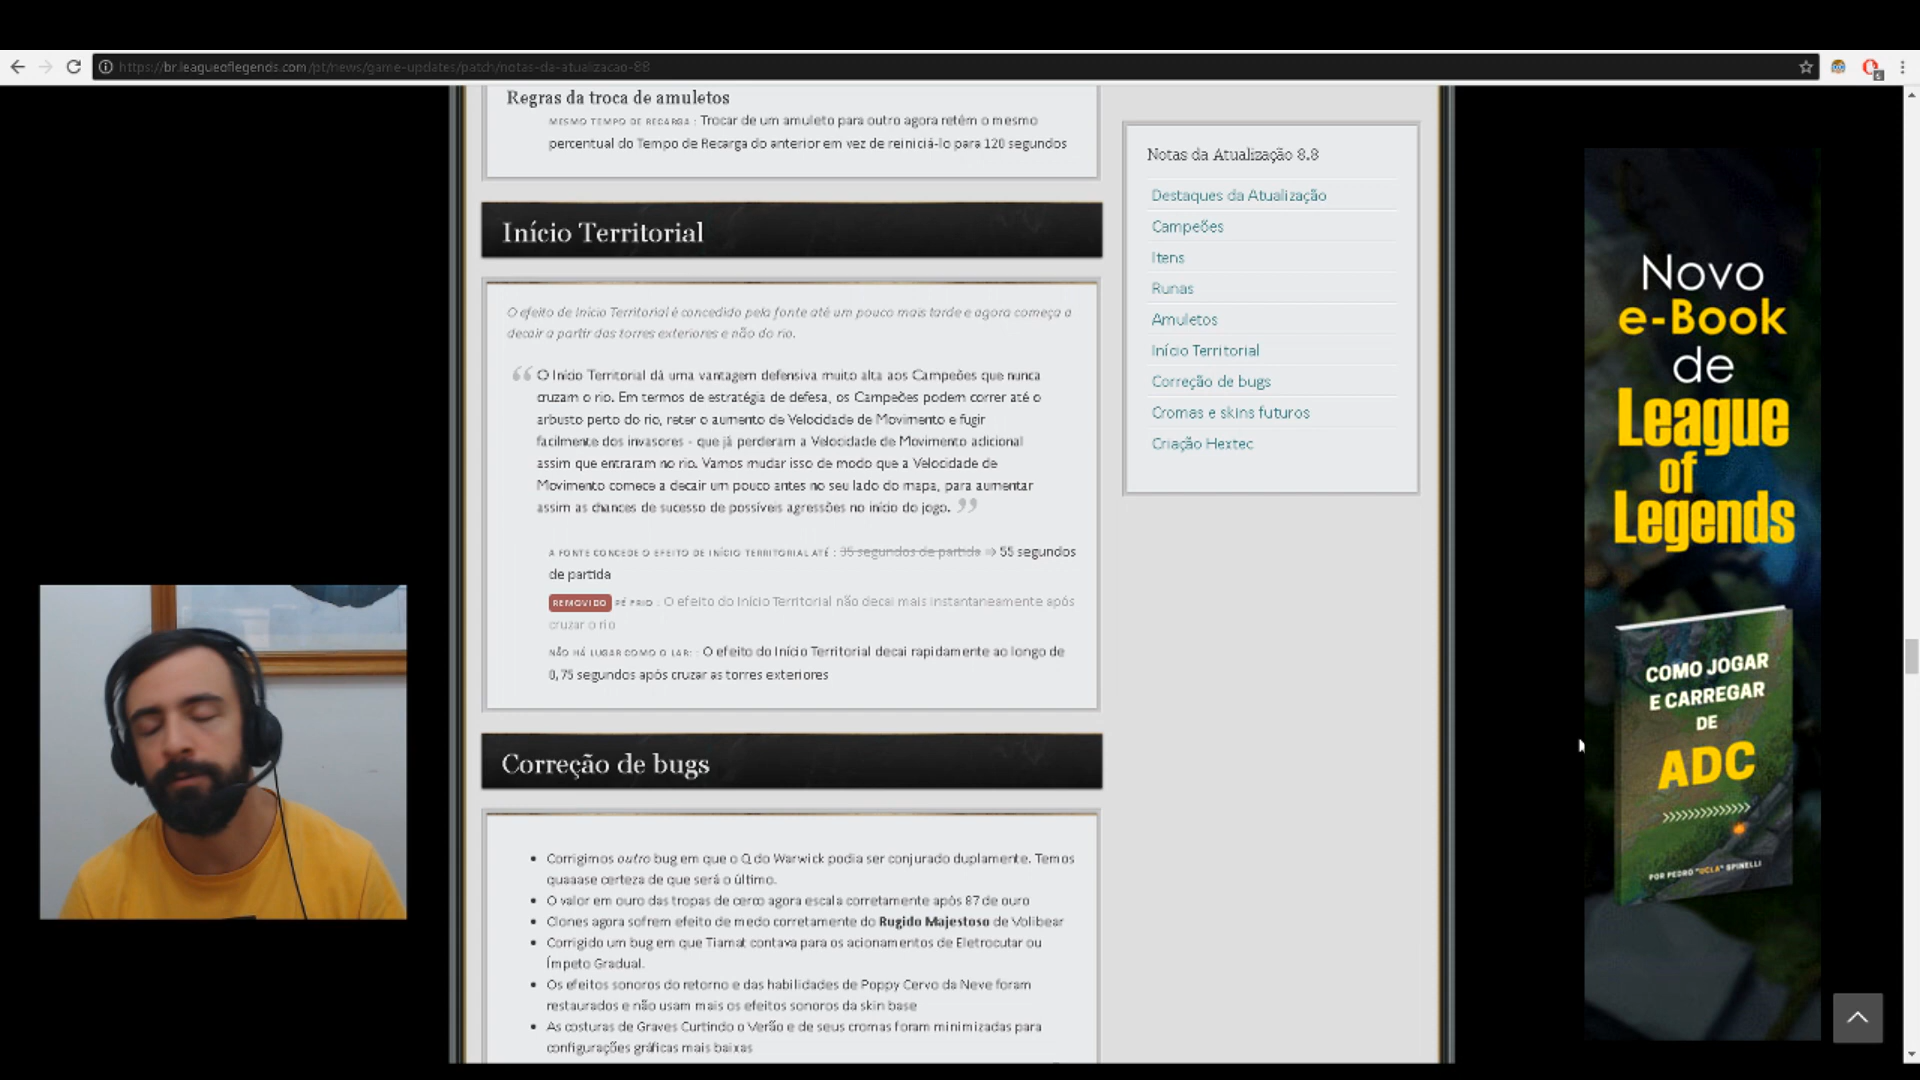 https://br.leagueoflegends.com/pt/news/game-updates/patch/notas-da-atualizacao-88
Regras da troca de amuletos
MESMO TEMPO DE RECARGA : Trocar de um amuleto para outro agora retém o mesmo
percentual do Tempo de Recarga do anterior em vez de reiniciá-lo para 120 segundos
Início Territorial
O efeito de Início Territorial é concedido pela fonte até um pouco mais tarde e agora começa a
decair a partir das torres exteriores e não do rio.
“ O Início Territorial dá uma vantagem defensiva muito alta aos Campeões que nunca
cruzam o rio. Em termos de estratégia de defesa, os Campeões podem correr até o
arbusto perto do rio, reter o aumento de Velocidade de Movimento e fugir
facilmente dos invasores - que já perderam a Velocidade de Movimento adicional
assim que entraram no rio. Vamos mudar isso de modo que a Velocidade de
Movimento comece a decair um pouco antes no seu lado do mapa, para aumentar
assim as chances de sucesso de possíveis agressões no início do jogo. ”
A FONTE CONCEDE O EFEITO DE INÍCIO TERRITORIAL ATÉ : 35 segundos de partida ⇒ 55 segundos
de partida
REMOVIDO PÉ FRIO : O efeito do Início Territorial não decai mais instantaneamente após
cruzar o rio
NÃO HÁ LUGAR COMO O LAR: : O efeito do Início Territorial decai rapidamente ao longo de
0,75 segundos após cruzar as torres exteriores
Correção de bugs
• Corrigimos outro bug em que o Q do Warwick podia ser conjurado duplamente. Temos
quaaase certeza de que será o último.
• O valor em ouro das tropas de cerco agora escala corretamente após 87 de ouro
• Clones agora sofrem efeito de medo corretamente do Rugido Majestoso de Volibear
• Corrigido um bug em que Tiamat contava para os acionamentos de Eletrocutar ou
Ímpeto Gradual.
• Os efeitos sonoros do retorno e das habilidades de Poppy Cervo da Neve foram
restaurados e não usam mais os efeitos sonoros da skin base
• As costuras de Graves Curtindo o Verão e de seus cromas foram minimizadas para
configurações gráficas mais baixas
Notas da Atualização 8.8
Destaques da Atualização
Campeões
Itens
Runas
Amuletos
Início Territorial
Correção de bugs
Cromas e skins futuros
Criação Hextec
Novo
e-Book
de
League
of
Legends
COMO JOGAR
E CARREGAR
DE
ADC
POR PEDRO "UCLA" SPINELLI